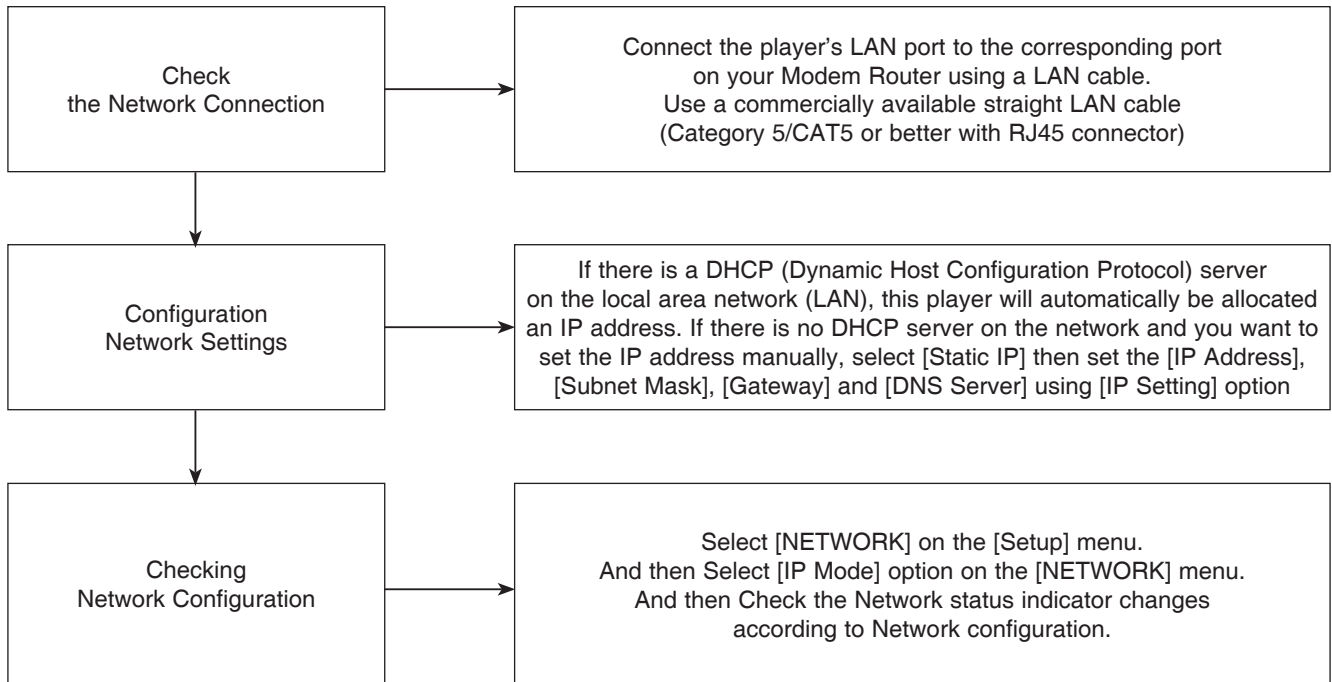 Check
the Network Connection
Connect the player's LAN port to the corresponding port
on your Modem Router using a LAN cable.
Use a commercially available straight LAN cable
(Category 5/CAT5 or better with RJ45 connector)
Configuration
Network Settings
If there is a DHCP (Dynamic Host Configuration Protocol) server
on the local area network (LAN), this player will automatically be allocated
an IP address. If there is no DHCP server on the network and you want to
set the IP address manually, select [Static IP] then set the [IP Address],
[Subnet Mask], [Gateway] and [DNS Server] using [IP Setting] option
Checking
Network Configuration
Select [NETWORK] on the [Setup] menu.
And then Select [IP Mode] option on the [NETWORK] menu.
And then Check the Network status indicator changes
according to Network configuration.